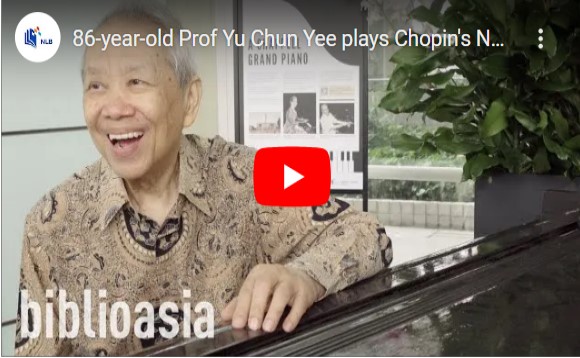 NLB
86-year-old Prof Yu Chun Yee plays Chopin's N...
GRAND PIANO
biblioasia